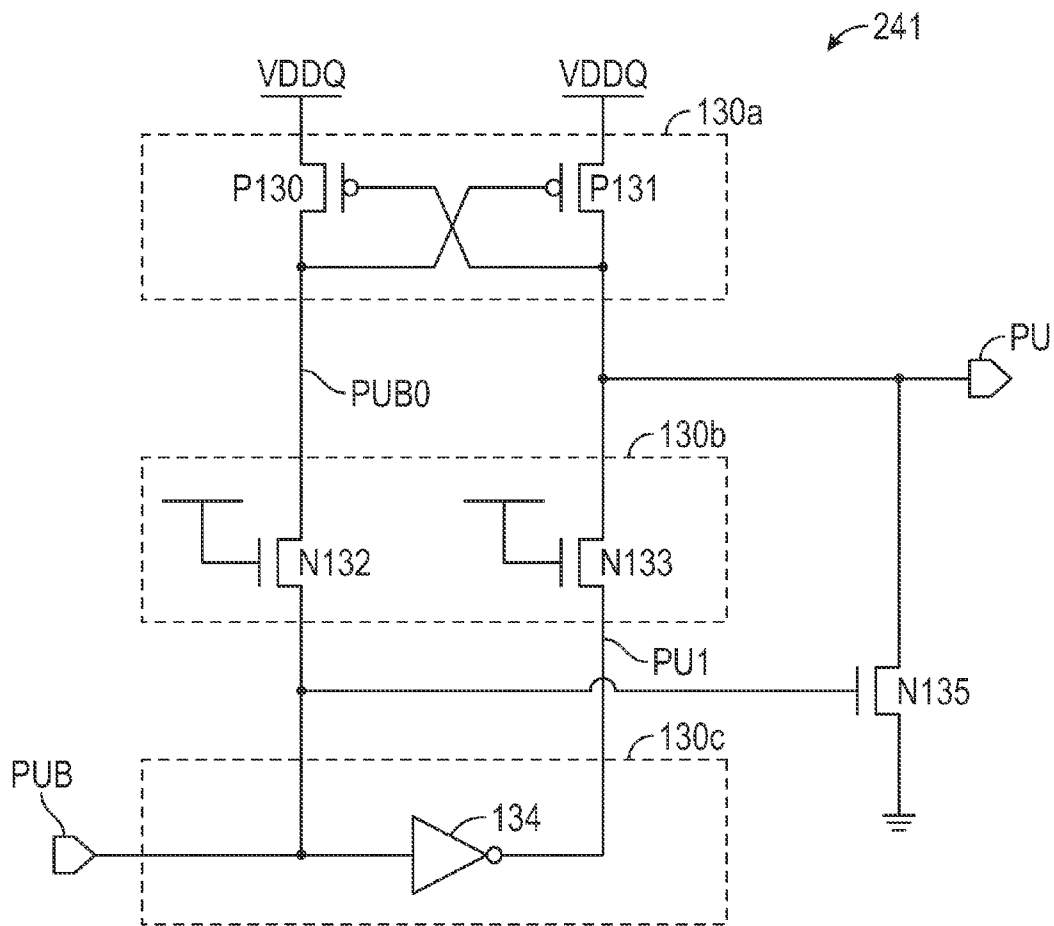 241
VDDQ
VDDQ
130a
P130
P131
PU
PUB0
130b
N132
N133
PU1
N135
130c
PUB
134